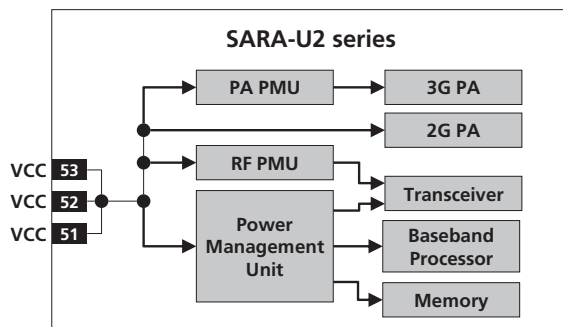 SARA-U2 series
PA PMU
3G PA
2G PA
VCC 53
RF PMU
VCC 52
Transceiver
VCC 51
Power
Management
Unit
Baseband
Processor
Memory